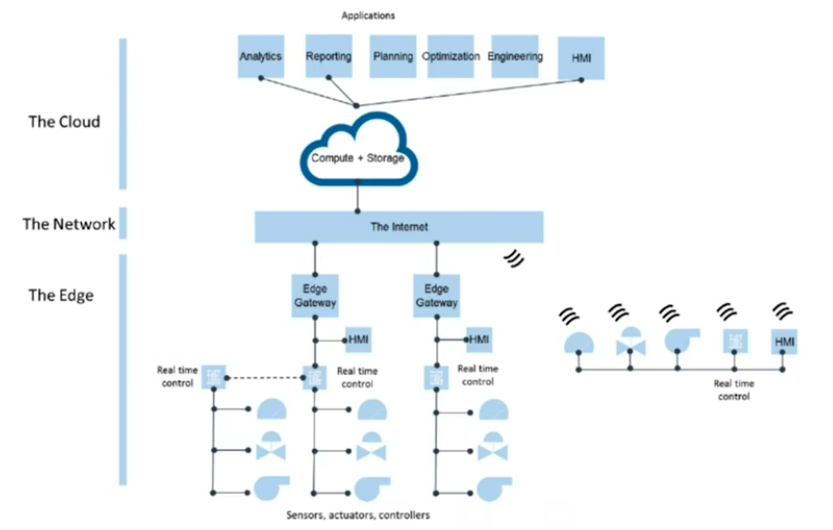 Applications
Analytics
Reporting
Planning
Optimization
Engineering
HMI
The Cloud
Compute + Storage
The Network
The Internet
The Edge
Edge
Gateway
Edge
Gateway
HMI
HMI
HMI
Real time
control
Real time
control
Real time
control
Real time
control
Sensors, actuators, controllers